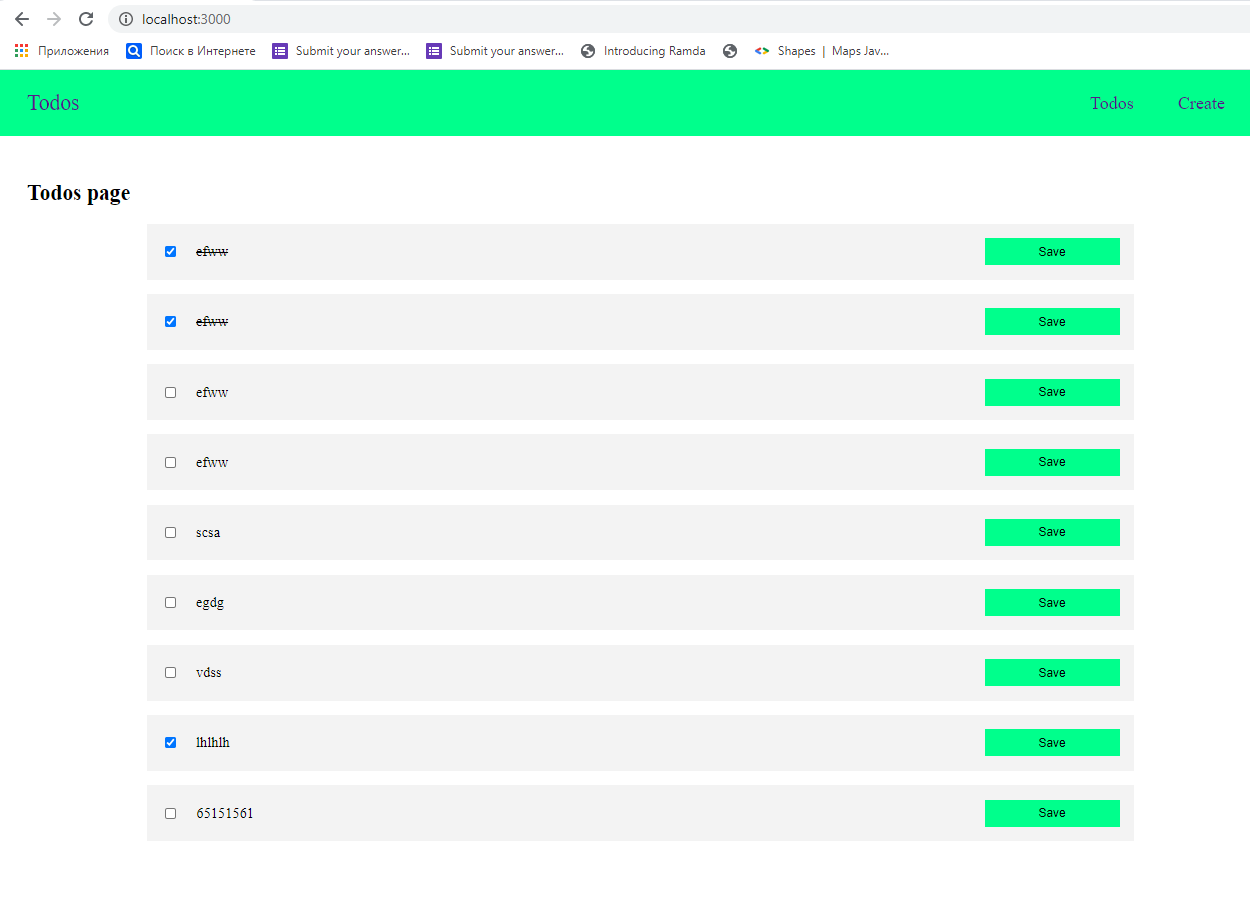 localhost:3000
Приложения Поиск в Интернете Submit your answer... Submit your answer... Introducing Ramda Shapes | Maps Jav...
Todos Todos Create
Todos page
efww Save
efww Save
efww Save
efww Save
scsa Save
egdg Save
vdss Save
lhlhlh Save
65151561 Save